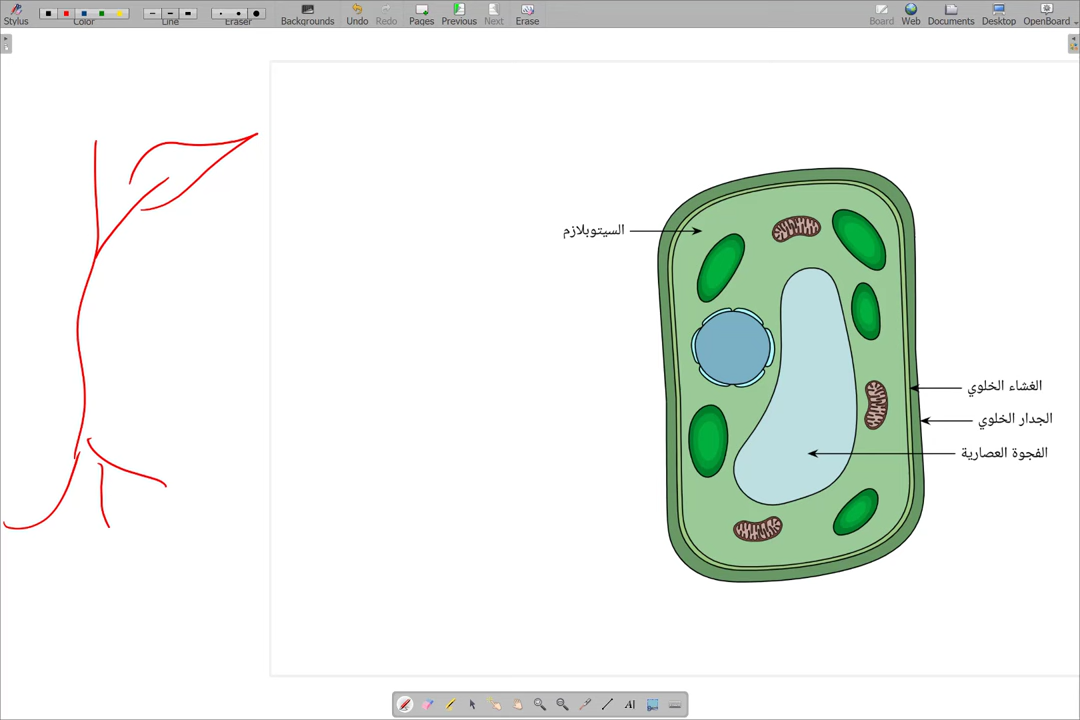 Stylus
Color
Line
Eraser
Backgrounds
Undo
Redo
Pages
Previous
Next
Erase
Board
Web
Documents
Desktop
OpenBoard
السيتوبلازم
الغشاء الخلوي
الجدار الخلوي
الفجوة العصارية